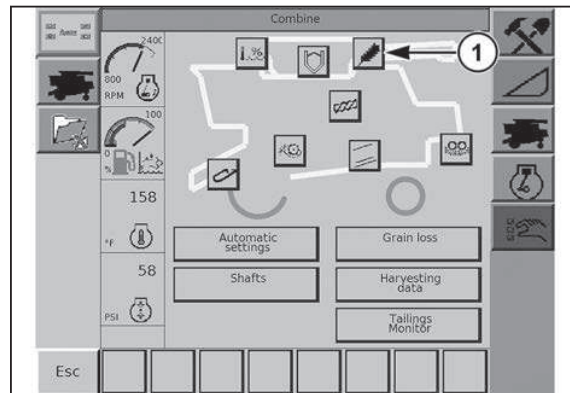 Combine
2400
800
RPM
1
100
0
%
158
°F
58
PSI
%
Automatic
settings
Grain loss
Shafts
Harvesting
data
Tailings
Monitor
Esc